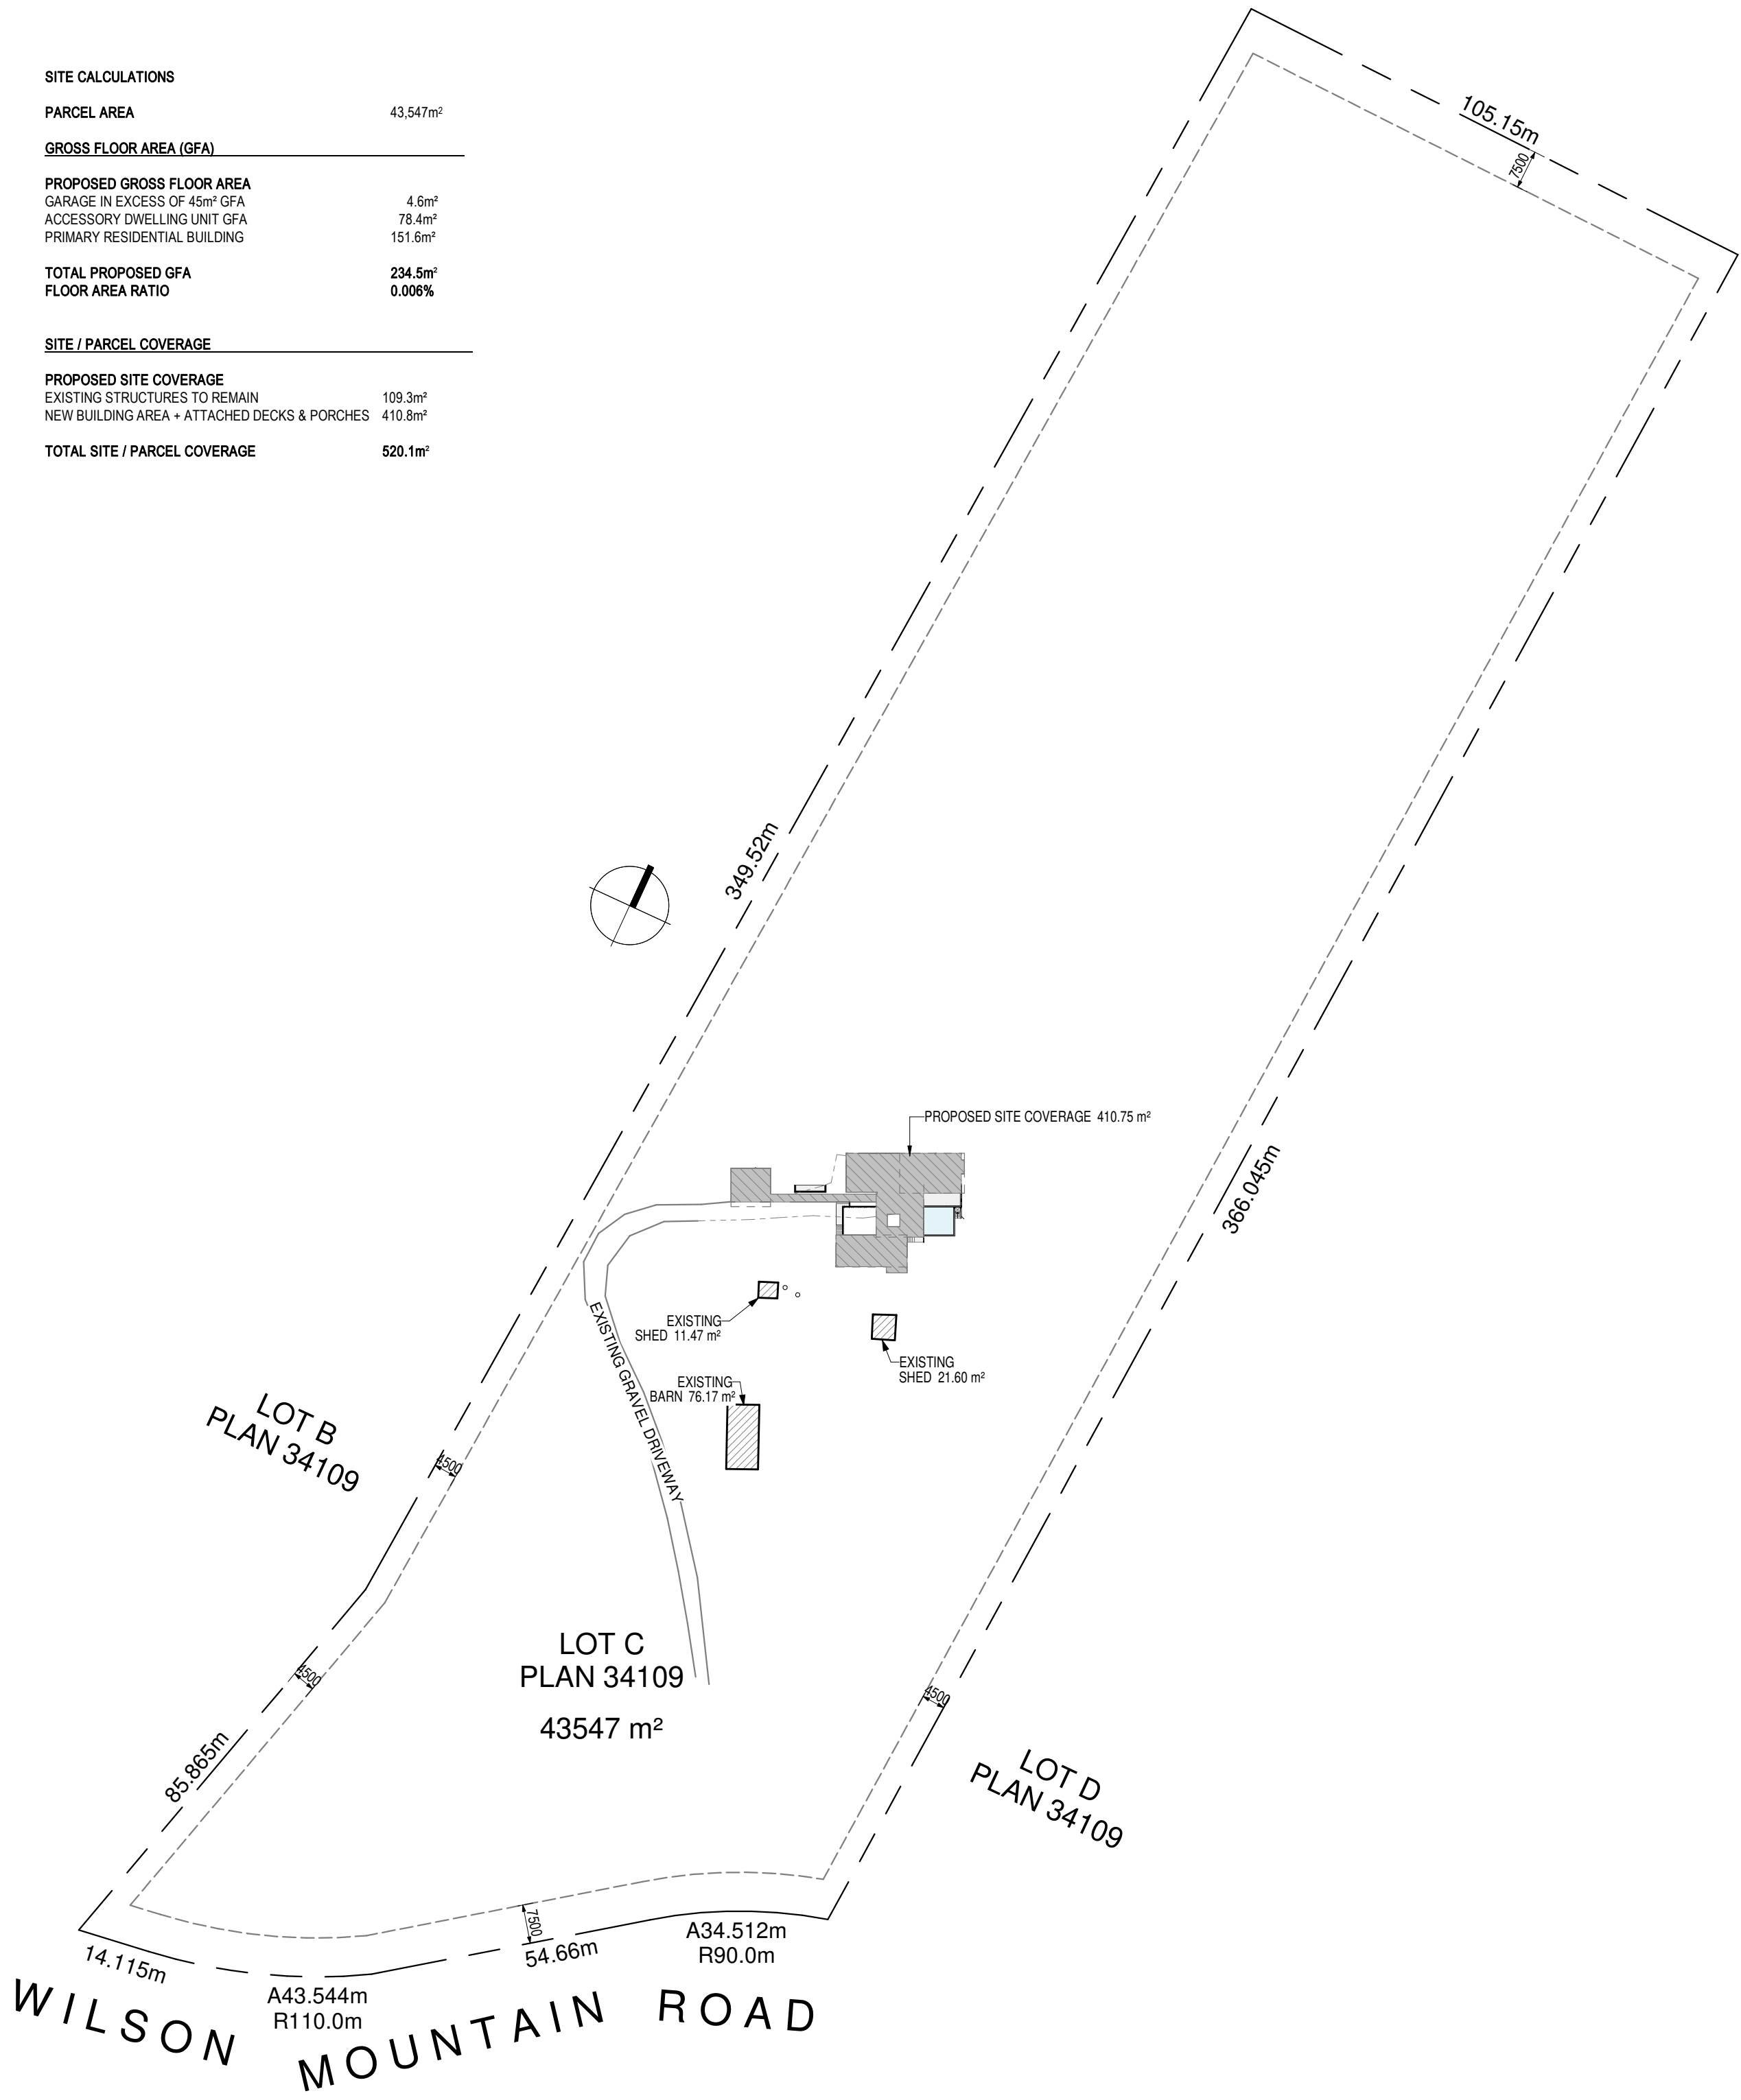 SITE CALCULATIONS
PARCEL AREA 43,547m²
GROSS FLOOR AREA (GFA)
PROPOSED GROSS FLOOR AREA
GARAGE IN EXCESS OF 45m² GFA 4.6m²
ACCESSORY DWELLING UNIT GFA 78.4m²
PRIMARY RESIDENTIAL BUILDING 151.6m²
TOTAL PROPOSED GFA 234.5m²
FLOOR AREA RATIO 0.006%
SITE / PARCEL COVERAGE
PROPOSED SITE COVERAGE
EXISTING STRUCTURES TO REMAIN 109.3m²
NEW BUILDING AREA + ATTACHED DECKS & PORCHES 410.8m²
TOTAL SITE / PARCEL COVERAGE 520.1m²
105.15m
7500
349.52m
PROPOSED SITE COVERAGE 410.75 m²
366.045m
EXISTING
SHED 11.47 m²
EXISTING
SHED 21.60 m²
EXISTING
BARN 76.17 m²
EXISTING GRAVEL DRIVEWAY
LOT B
PLAN 34109
4500
4500
LOT C
PLAN 34109
43547 m²
4500
85.865m
LOT D
PLAN 34109
7500
14.115m
54.66m
A34.512m
R90.0m
A43.544m
R110.0m
WILSON MOUNTAIN ROAD